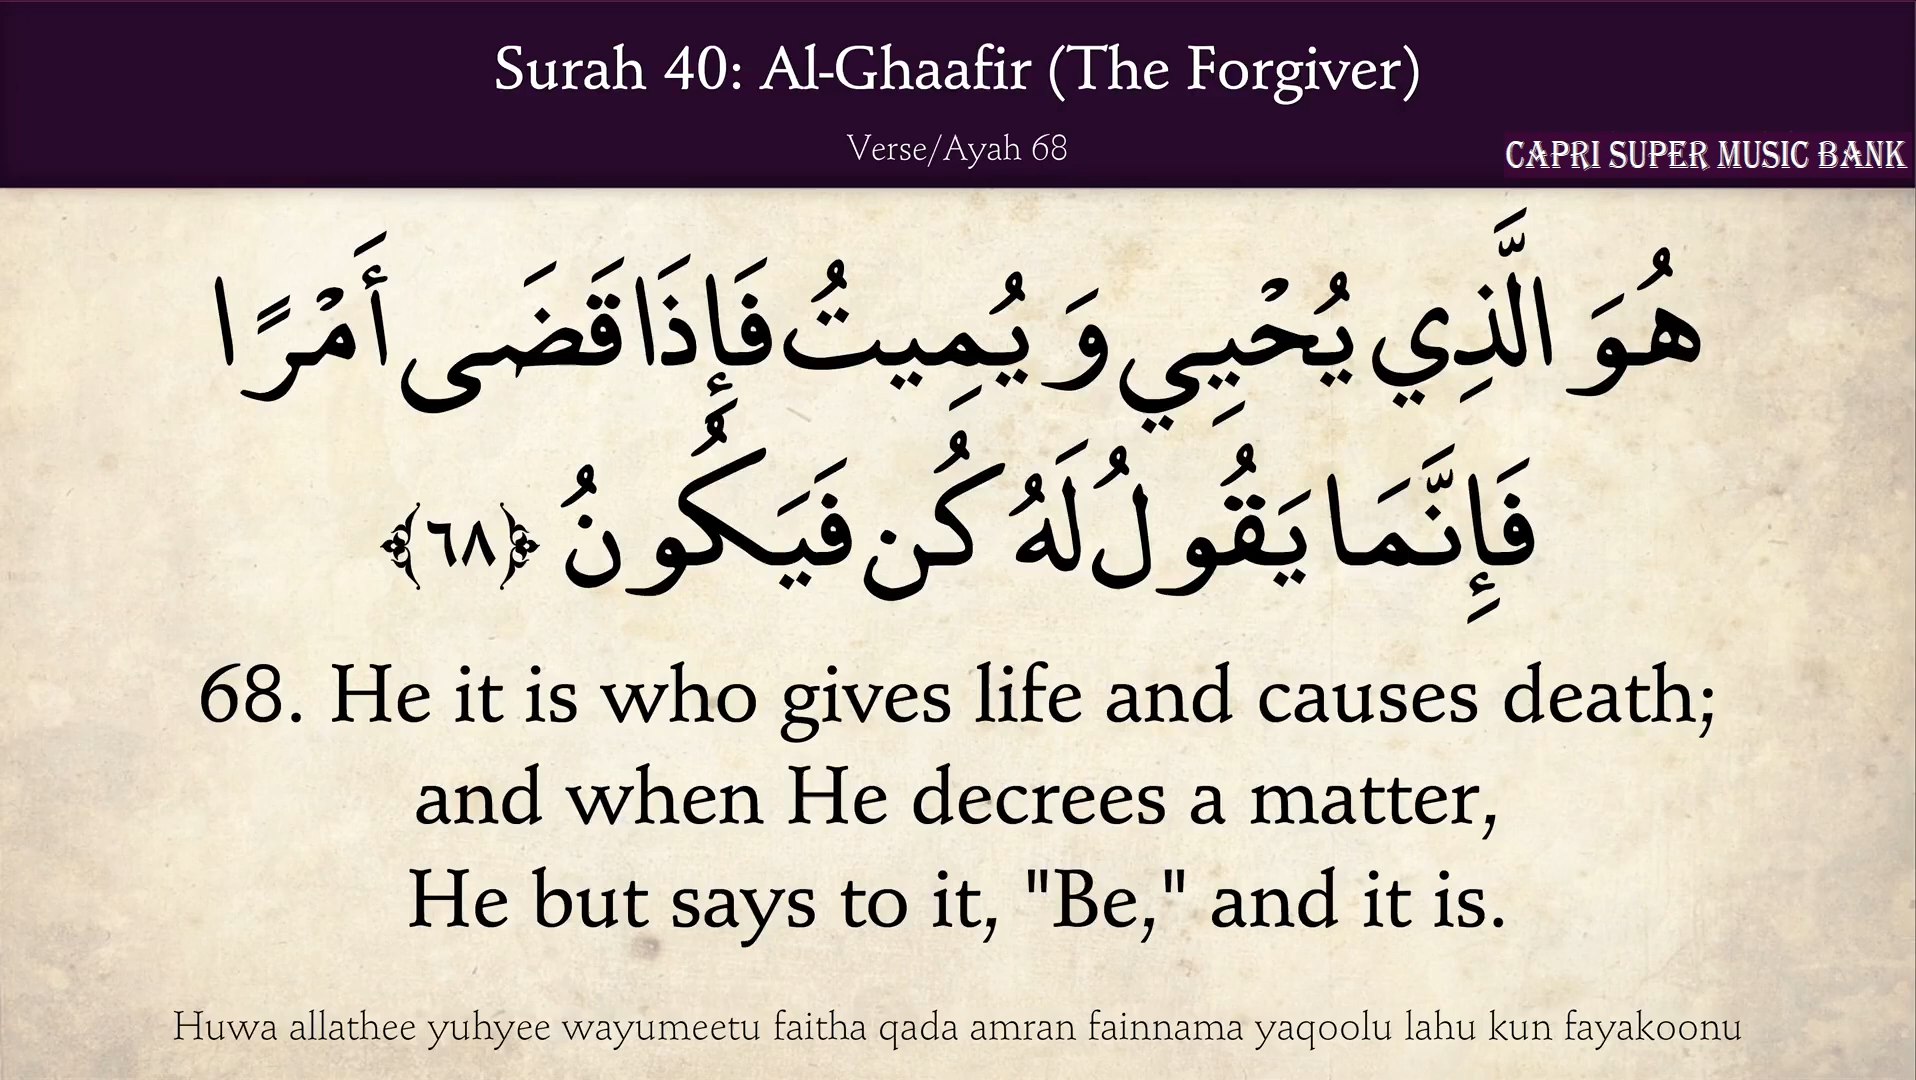 Surah 40: Al-Ghaafir (The Forgiver)
Verse/Ayah 68
CAPRI SUPER MUSIC BANK
هُوَ الَّذِي يُحْيِي وَ يُمِيتُ فَإِذَا قَضَى أَمْرًا
فَإِنَّمَا يَقُولُ لَهُ كُن فَيَكُونُ ﴿٦٨﴾
68. He it is who gives life and causes death;
and when He decrees a matter,
He but says to it, "Be," and it is.
Huwa allathee yuhyee wayumeetu faitha qada amran fainnama yaqoolu lahu kun fayakoonu